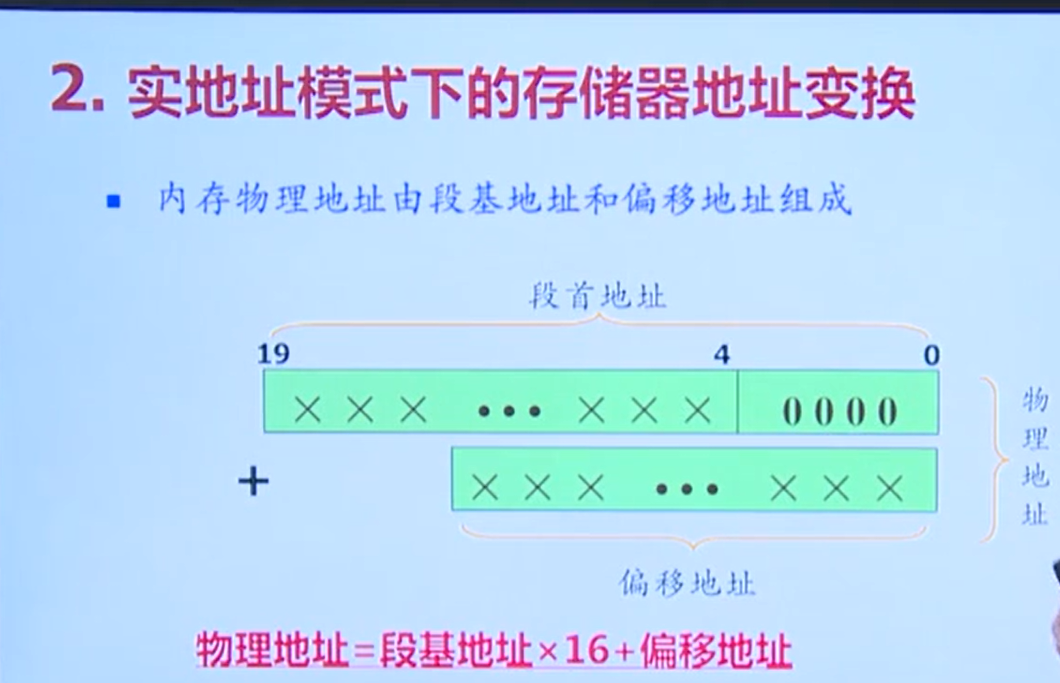 2. 实地址模式下的存储器地址变换
内存物理地址由段基地址和偏移地址组成
段首地址
19 4 0
× × × ••• × × × 0000
+ × × × ••• × × ×
物理地址
偏移地址
物理地址=段基地址×16+偏移地址